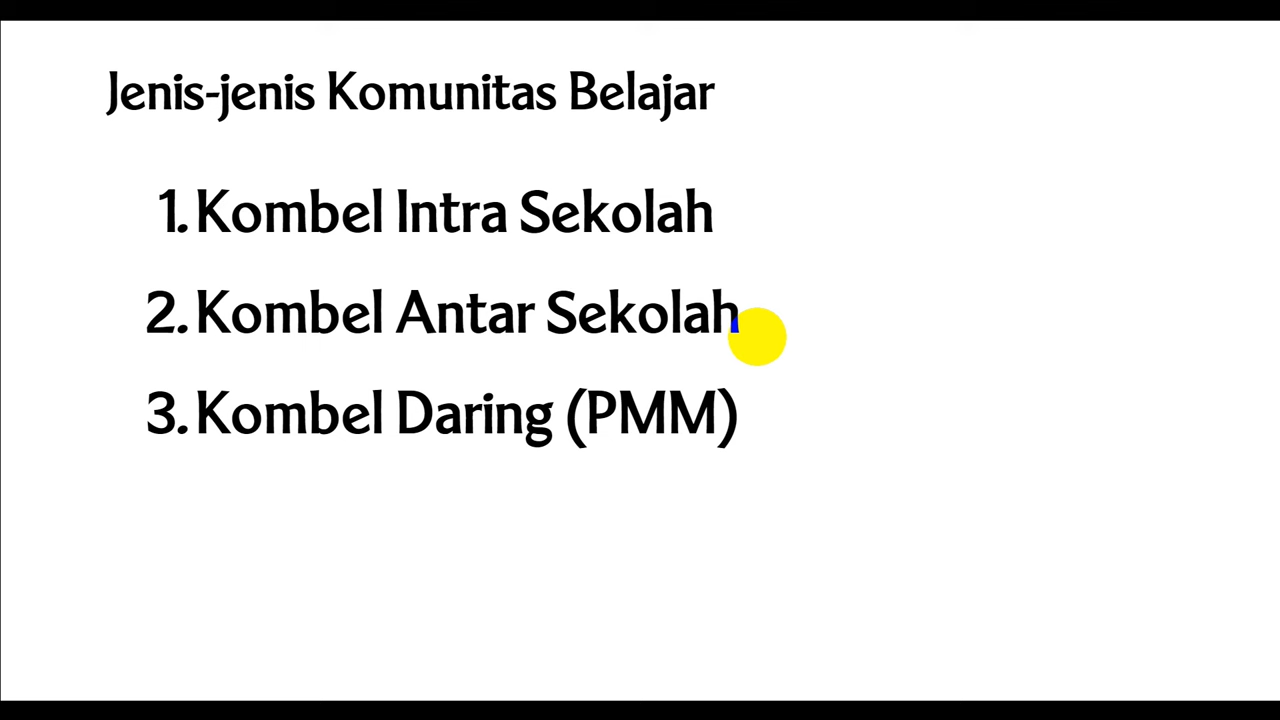 Jenis-jenis Komunitas Belajar
1. Kombel Intra Sekolah
2. Kombel Antar Sekolah
3. Kombel Daring (PMM)